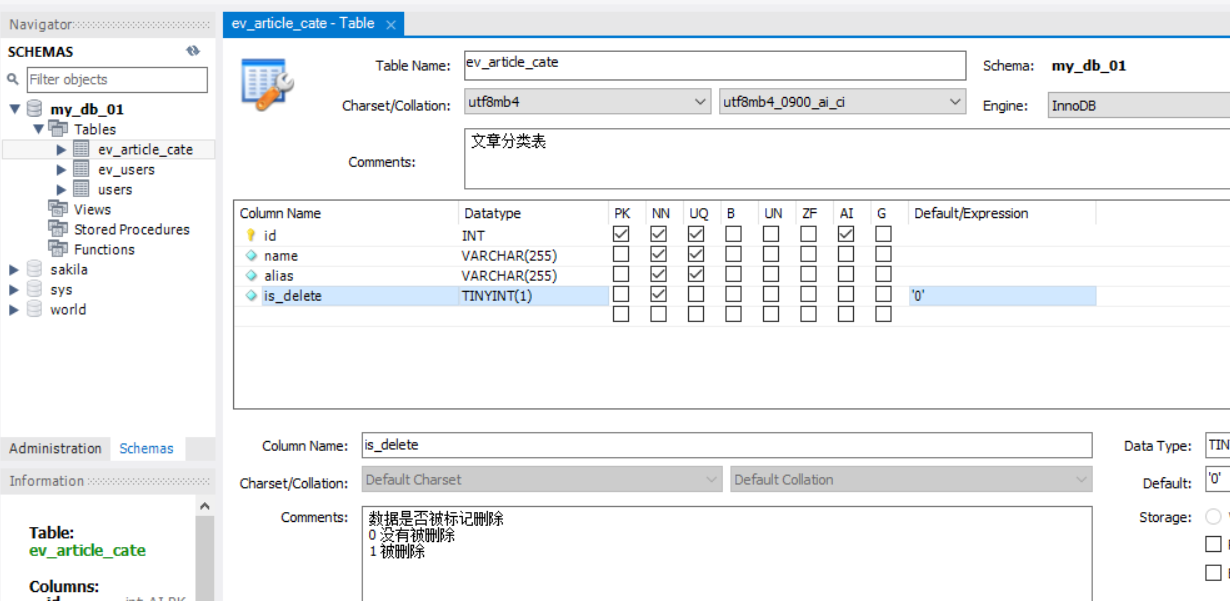 Navigator
SCHEMAS
Filter objects
my_db_01
Tables
ev_article_cate
ev_users
users
Views
Stored Procedures
Functions
sakila
sys
world
Administration Schemas
Information
Table:
ev_article_cate
Columns:
ev_article_cate - Table ×
Table Name: ev_article_cate Schema: my_db_01
Charset/Collation: utf8mb4 utf8mb4_0900_ai_ci Engine: InnoDB
Comments: 文章分类表
Column Name Datatype PK NN UQ B UN ZF AI G Default/Expression
id INT
name VARCHAR(255)
alias VARCHAR(255)
is_delete TINYINT(1) '0'
Column Name: is_delete Data Type: TIN
Charset/Collation: Default Charset Default Collation Default: '0'
Comments: 数据是否被标记删除 Storage:
0 没有被删除
1 被删除